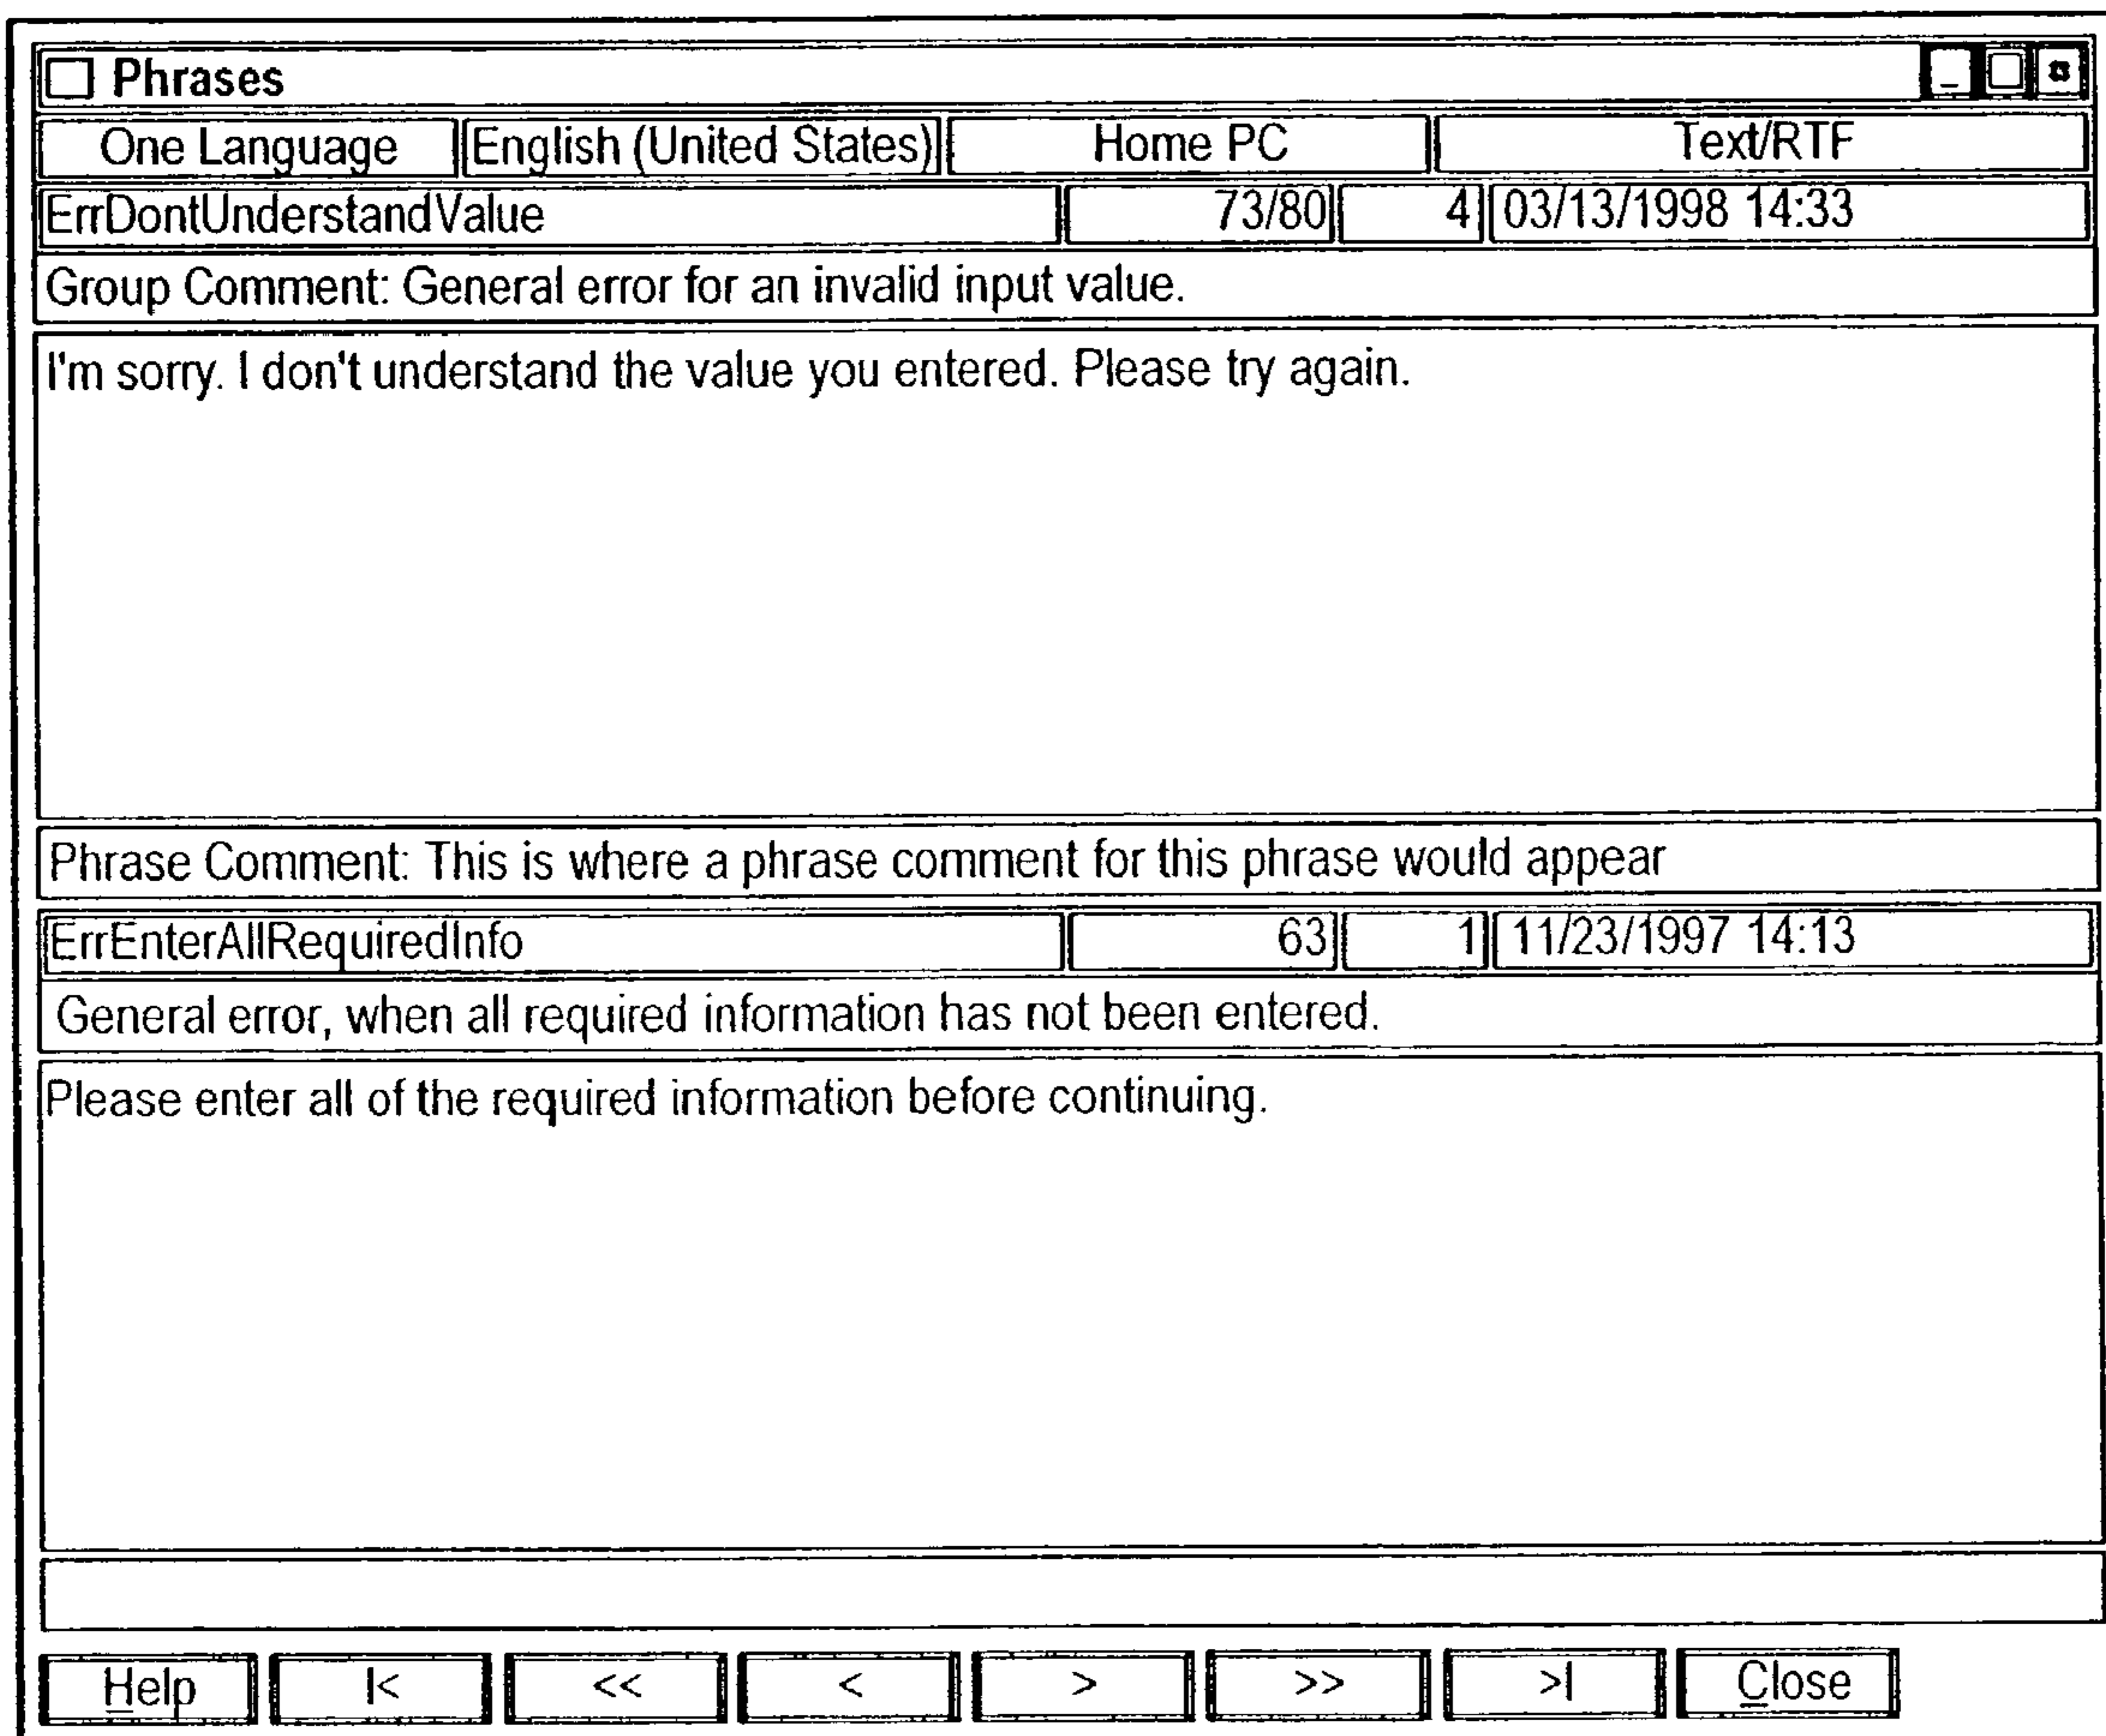 Phrases
One Language English (United States) Home PC Text/RTF
ErrDontUnderstandValue 73/80 4 03/13/1998 14:33
Group Comment: General error for an invalid input value.
I'm sorry. I don't understand the value you entered. Please try again.
Phrase Comment: This is where a phrase comment for this phrase would appear
ErrEnterAllRequiredInfo 63 1 11/23/1997 14:13
General error, when all required information has not been entered.
Please enter all of the required information before continuing.
Help |< << < > >> >| Close